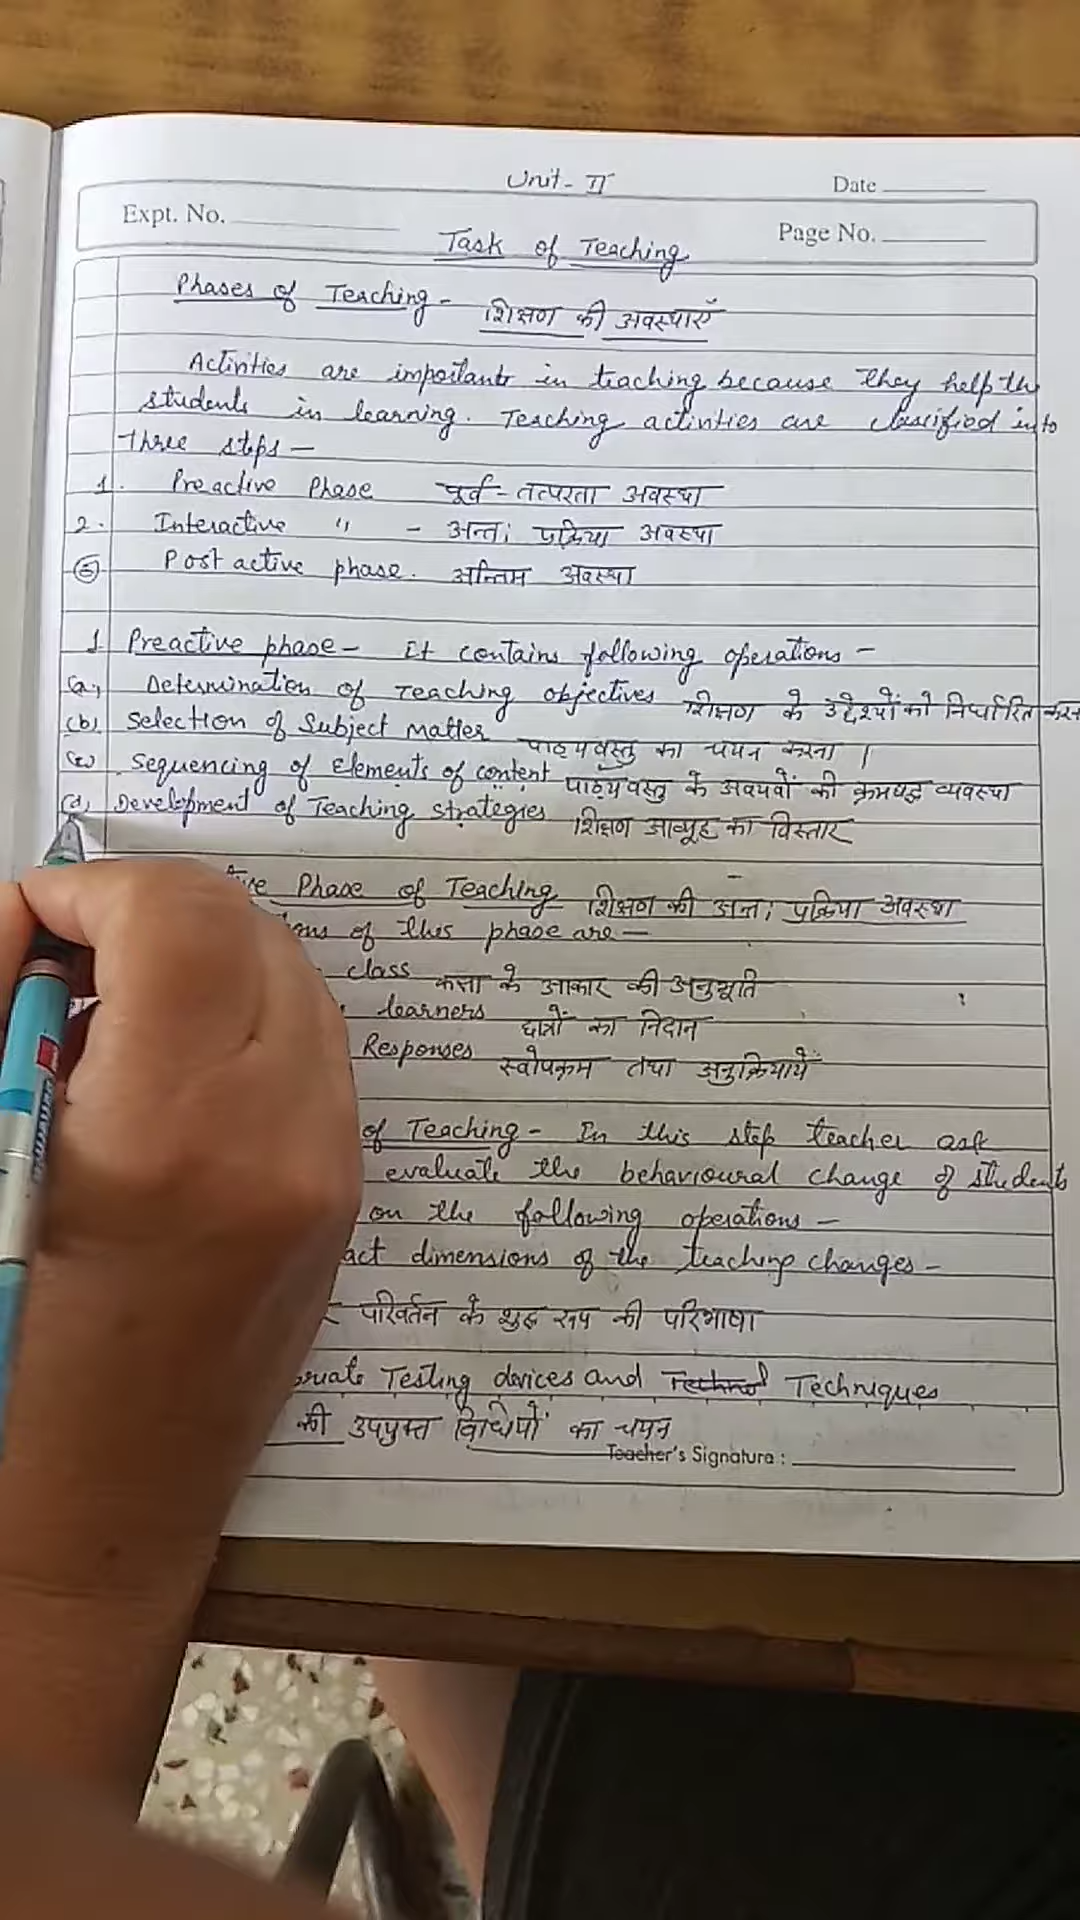 Unit - II
Date
Expt. No.
Page No.
Task of Teaching
Phases of Teaching - शिक्षण की अवस्थाएँ
Activities are important in teaching because they help the
students in learning. Teaching activities are classified into
three steps -
1. Preactive Phase पूर्व - तत्परता अवस्था
2. Interactive " - अन्त: प्रक्रिया अवस्था
Post active phase. अन्तिम अवस्था
1. Preactive phase - It contains following operations -
(a) Determination of Teaching objectives शिक्षण के उद्देश्यों को निर्धारित करना
(b) Selection of Subject Matter पाठ्यवस्तु का चयन करना ।
(c) Sequencing of Elements of content पाठ्यवस्तु के अवयवों की क्रमबद्ध व्यवस्था
(d) Development of Teaching strategies शिक्षण आव्यूह का विस्तार
Phase of Teaching शिक्षण की अन्त: प्रक्रिया अवस्था
of this phase are -
class कक्षा के आकार की अनुभूति
learners छात्रों का निदान
Responses स्वोपक्रम तथा अनुक्रियायें
of Teaching - In this step teacher ask
evaluate the behavioural change of students
on the following operations -
dimensions of the teaching changes -
परिवर्तन के शुद्ध रूप की परिभाषा
Testing devices and Techniques
की उपयुक्त विधियों का चयन
Teacher's Signature :